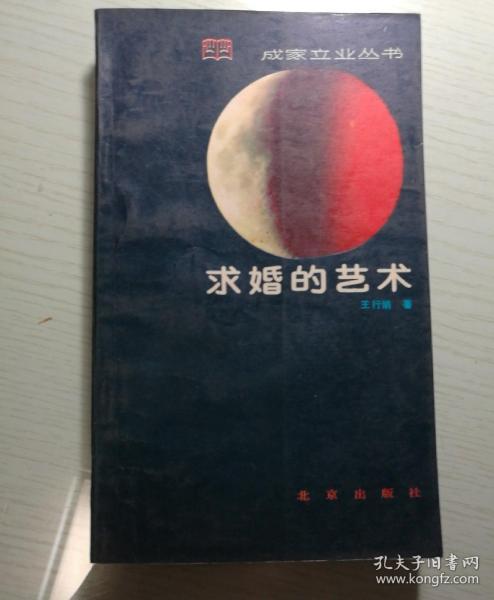 成家立业丛书
求婚的艺术
王行娟 著
北京出版社
孔夫子旧书网
www.kongfz.com